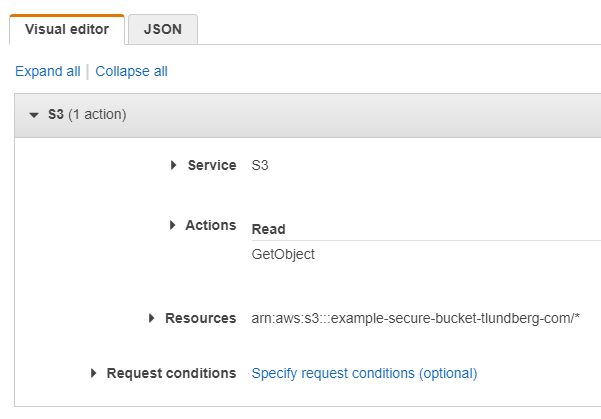 Visual editor JSON
Expand all | Collapse all
S3 (1 action)
Service S3
Actions Read
GetObject
Resources arn:aws:s3:::example-secure-bucket-tlundberg-com/*
Request conditions Specify request conditions (optional)